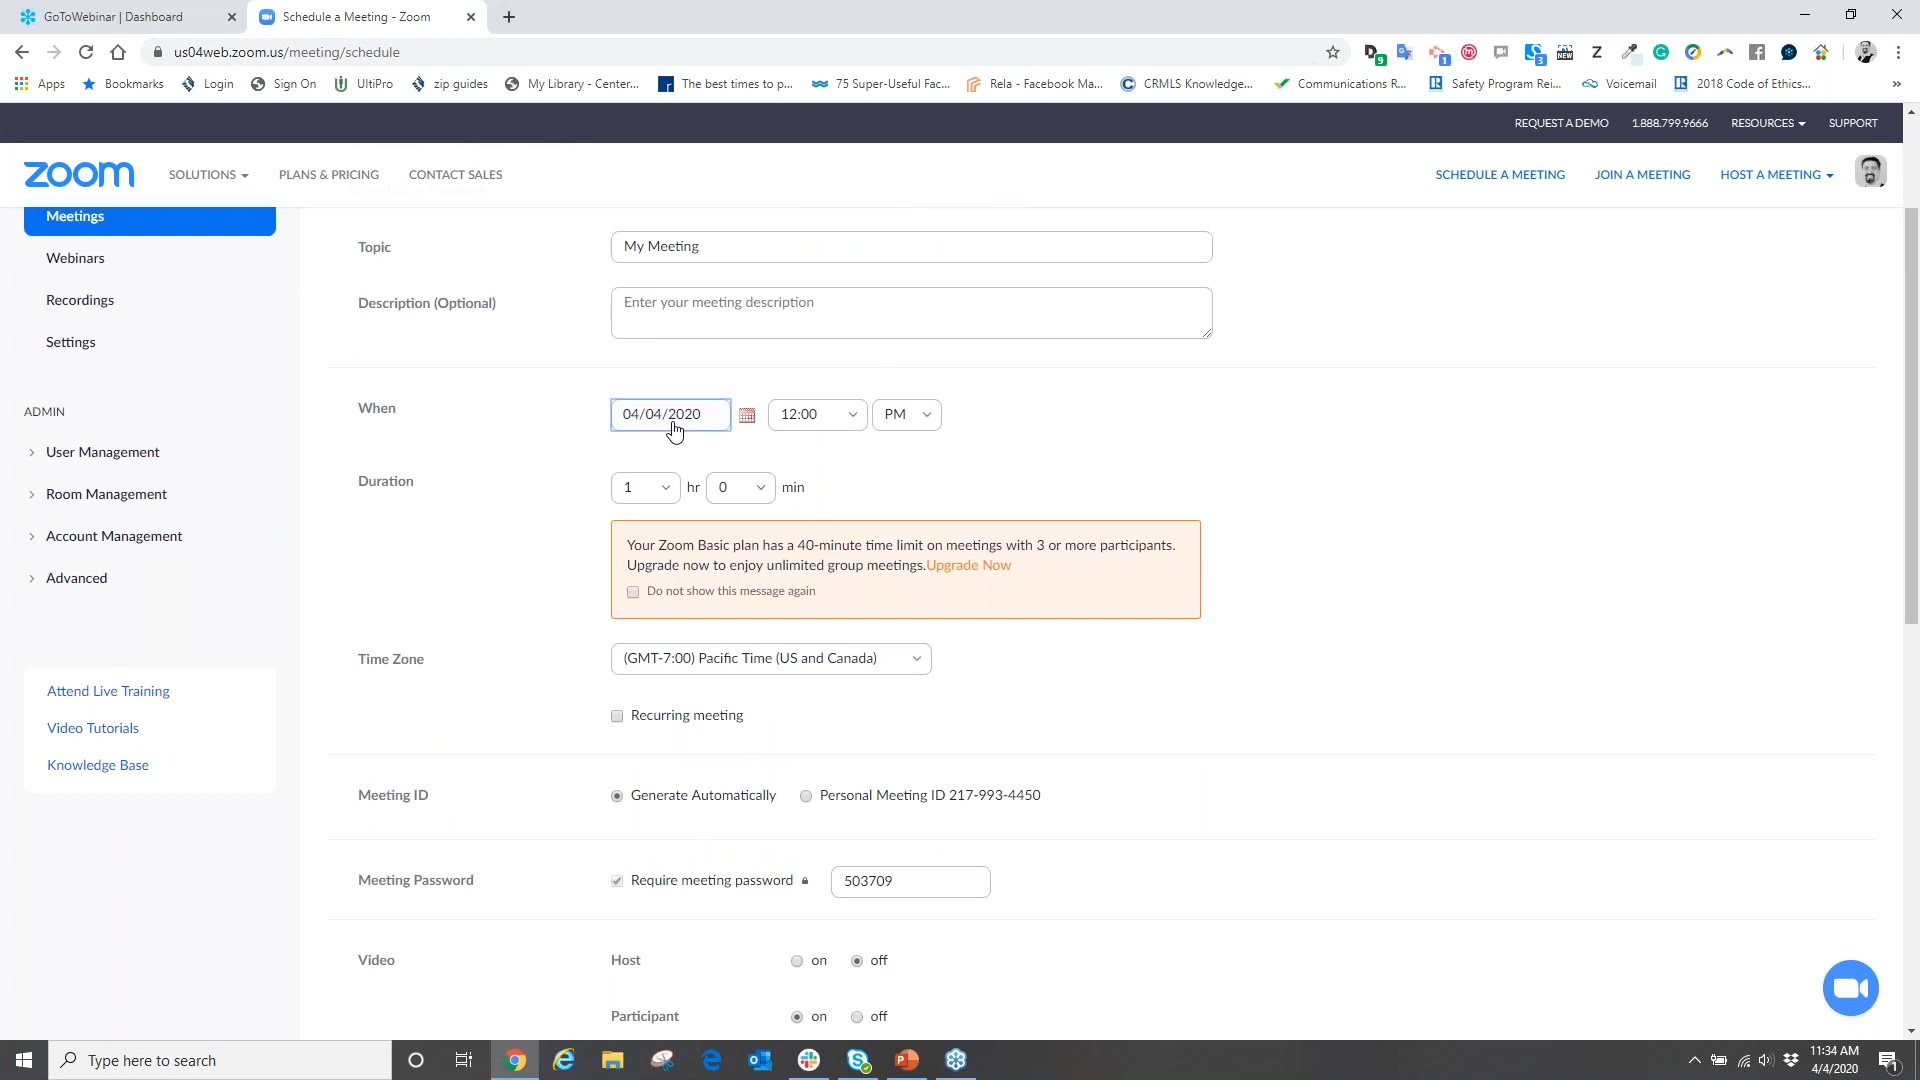 GoToWebinar | Dashboard
Schedule a Meeting - Zoom
us04web.zoom.us/meeting/schedule
9
1
3
NEW
Z
Apps
Bookmarks
Login
Sign On
UltiPro
zip guides
My Library - Center...
The best times to p...
75 Super-Useful Fac...
Rela - Facebook Ma...
CRMLS Knowledge...
Communications R...
Safety Program Rei...
Voicemail
2018 Code of Ethics...
REQUEST A DEMO
1.888.799.9666
RESOURCES
SUPPORT
zoom
SOLUTIONS
PLANS & PRICING
CONTACT SALES
SCHEDULE A MEETING
JOIN A MEETING
HOST A MEETING
Meetings
Webinars
Recordings
Settings
ADMIN
User Management
Room Management
Account Management
Advanced
Attend Live Training
Video Tutorials
Knowledge Base
Topic
My Meeting
Description (Optional)
Enter your meeting description
When
04/04/2020
12:00
PM
Duration
1 hr 0 min
Your Zoom Basic plan has a 40-minute time limit on meetings with 3 or more participants.
Upgrade now to enjoy unlimited group meetings.Upgrade Now
Do not show this message again
Time Zone
(GMT-7:00) Pacific Time (US and Canada)
Recurring meeting
Meeting ID
Generate Automatically
Personal Meeting ID 217-993-4450
Meeting Password
Require meeting password
503709
Video
Host
on
off
Participant
on
off
Type here to search
11:34 AM
4/4/2020
1